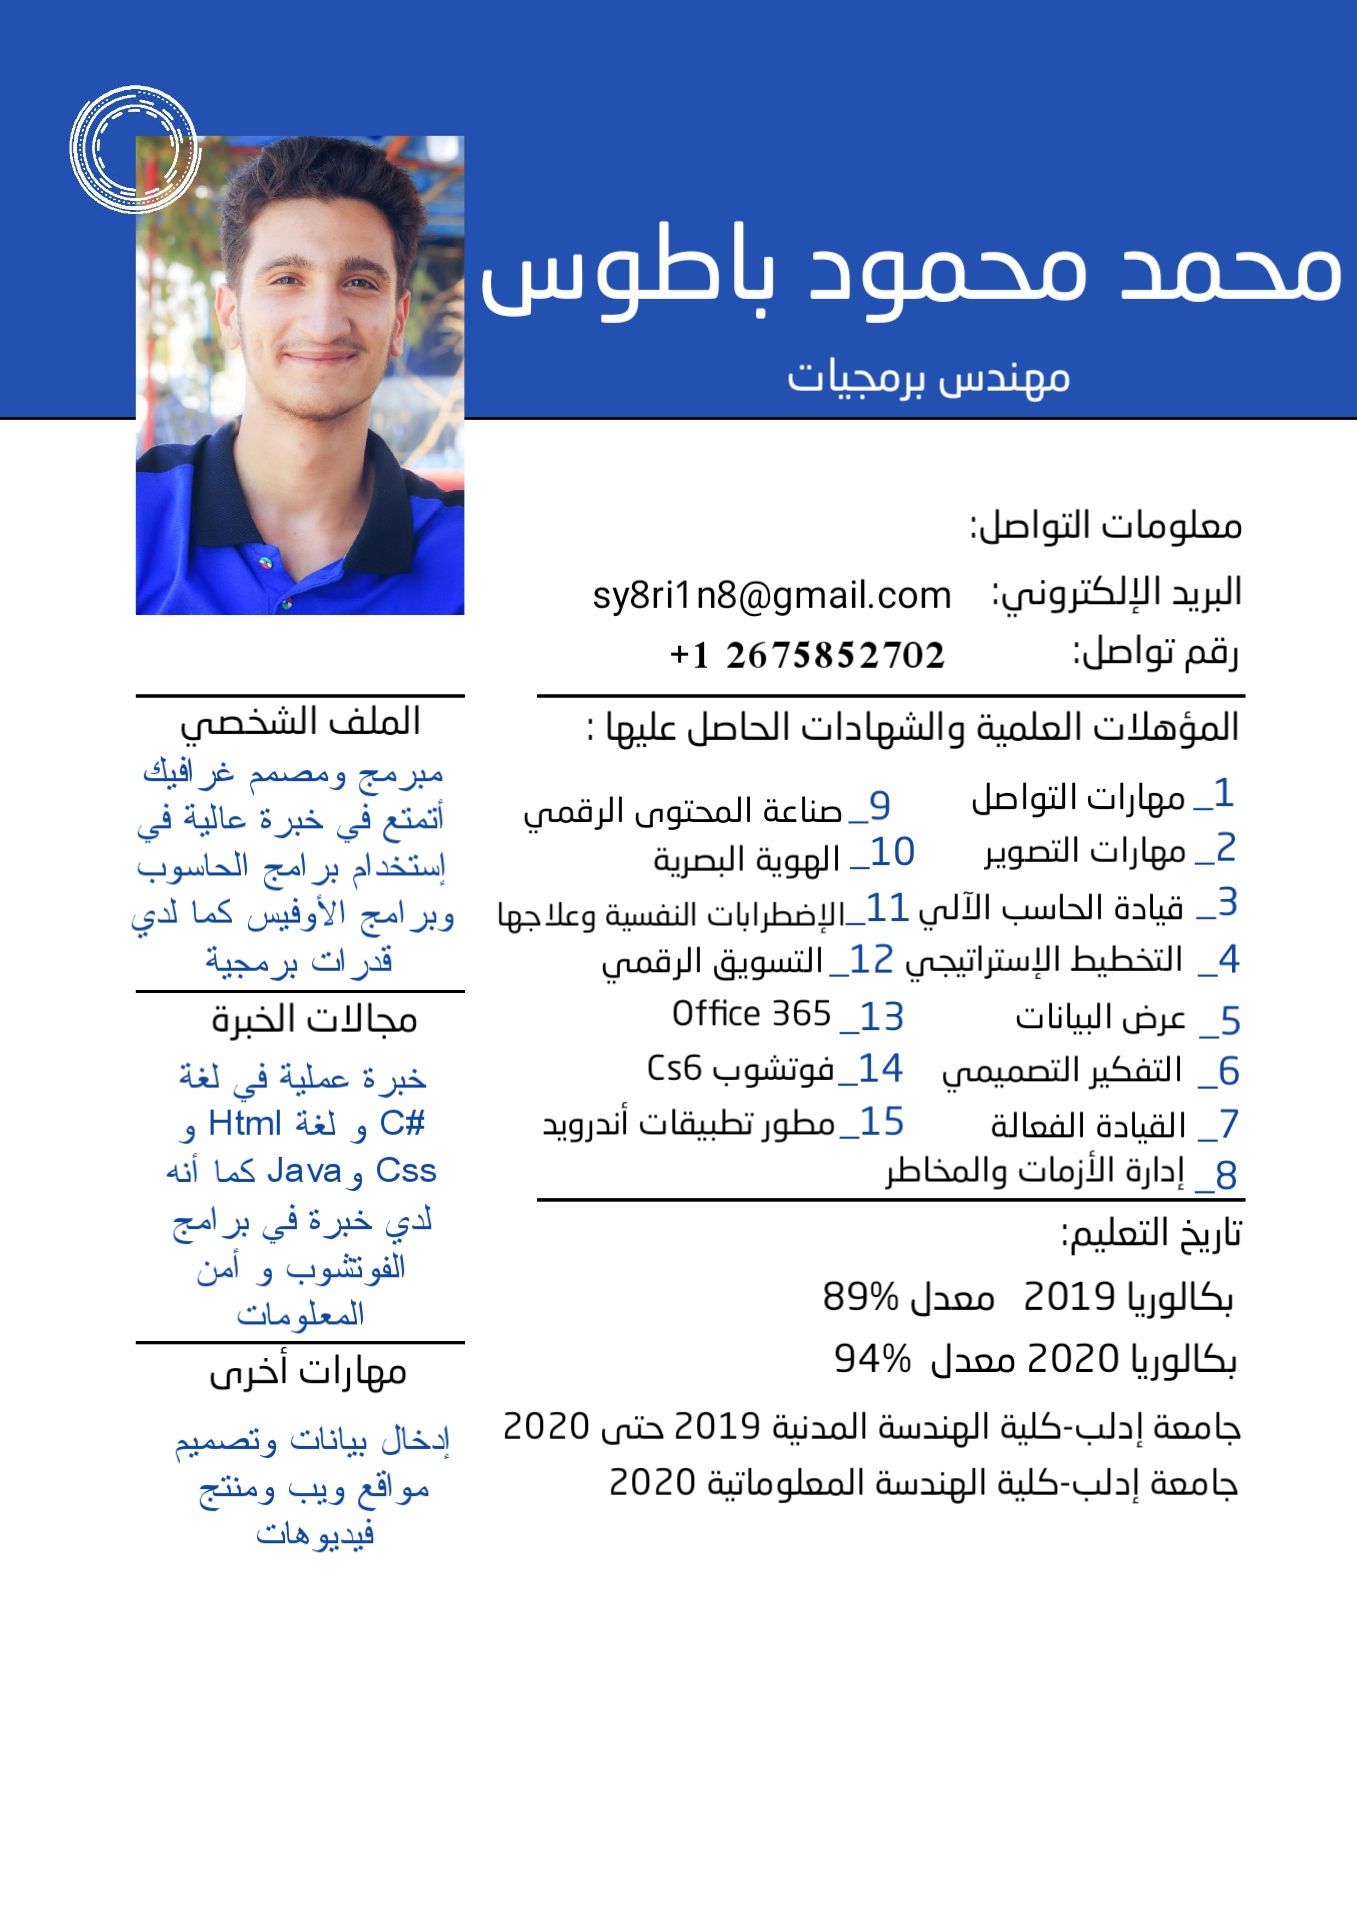 محمد محمود باطوس
مهندس برمجيات
معلومات التواصل:
البريد الإلكتروني: sy8ri1n8@gmail.com
رقم تواصل: +1 2675852702
المؤهلات العلمية والشهادات الحاصل عليها :
1_ مهارات التواصل
2_ مهارات التصوير
3_ قيادة الحاسب الآلي
4_ التخطيط الإستراتيجي
5_ عرض البيانات
6_ التفكير التصميمي
7_ القيادة الفعالة
8_ إدارة الأزمات والمخاطر
9_ صناعة المحتوى الرقمي
10_ الهوية البصرية
11_الإضطرابات النفسية وعلاجها
12_ التسويق الرقمي
13_ Office 365
14_ فوتشوب Cs6
15_ مطور تطبيقات أندرويد
تاريخ التعليم:
بكالوريا 2019 معدل 89%
بكالوريا 2020 معدل 94%
جامعة إدلب-كلية الهندسة المدنية 2019 حتى 2020
جامعة إدلب-كلية الهندسة المعلوماتية 2020
الملف الشخصي
مبرمج ومصمم غرافيك
أتمتع في خبرة عالية في
إستخدام برامج الحاسوب
وبرامج الأوفيس كما لدي
قدرات برمجية
مجالات الخبرة
خبرة عملية في لغة
C# و لغة Html و
Css وJava كما أنه
لدي خبرة في برامج
الفوتشوب و أمن
المعلومات
مهارات أخرى
إدخال بيانات وتصميم
مواقع ويب ومنتج
فيديوهات